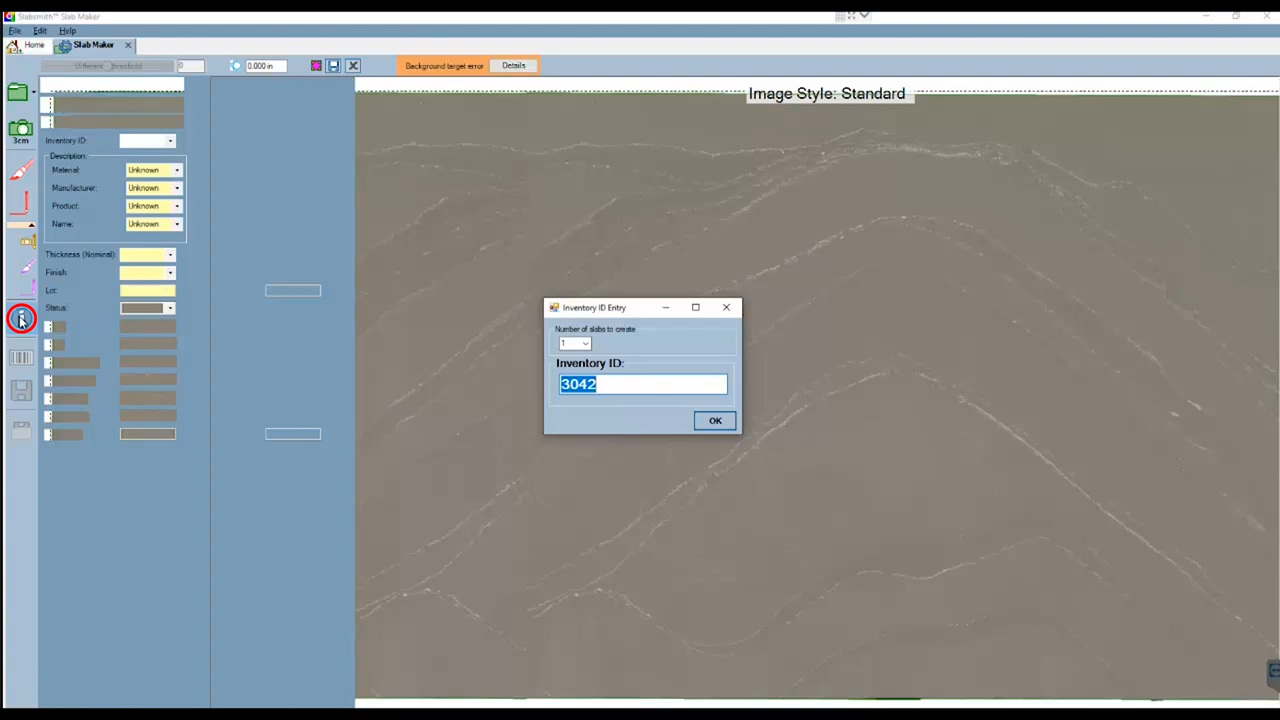 Slabsmith™ Slab Maker
File Edit Help
Home Slab Maker
0 0.000 in Background target error Details
Image Style: Standard
3cm
Inventory ID:
Description:
Material: Unknown
Manufacturer: Unknown
Product: Unknown
Name: Unknown
Thickness (Nominal):
Finish:
Lot:
Status:
Inventory ID Entry
Number of slabs to create
1
Inventory ID:
3042
OK